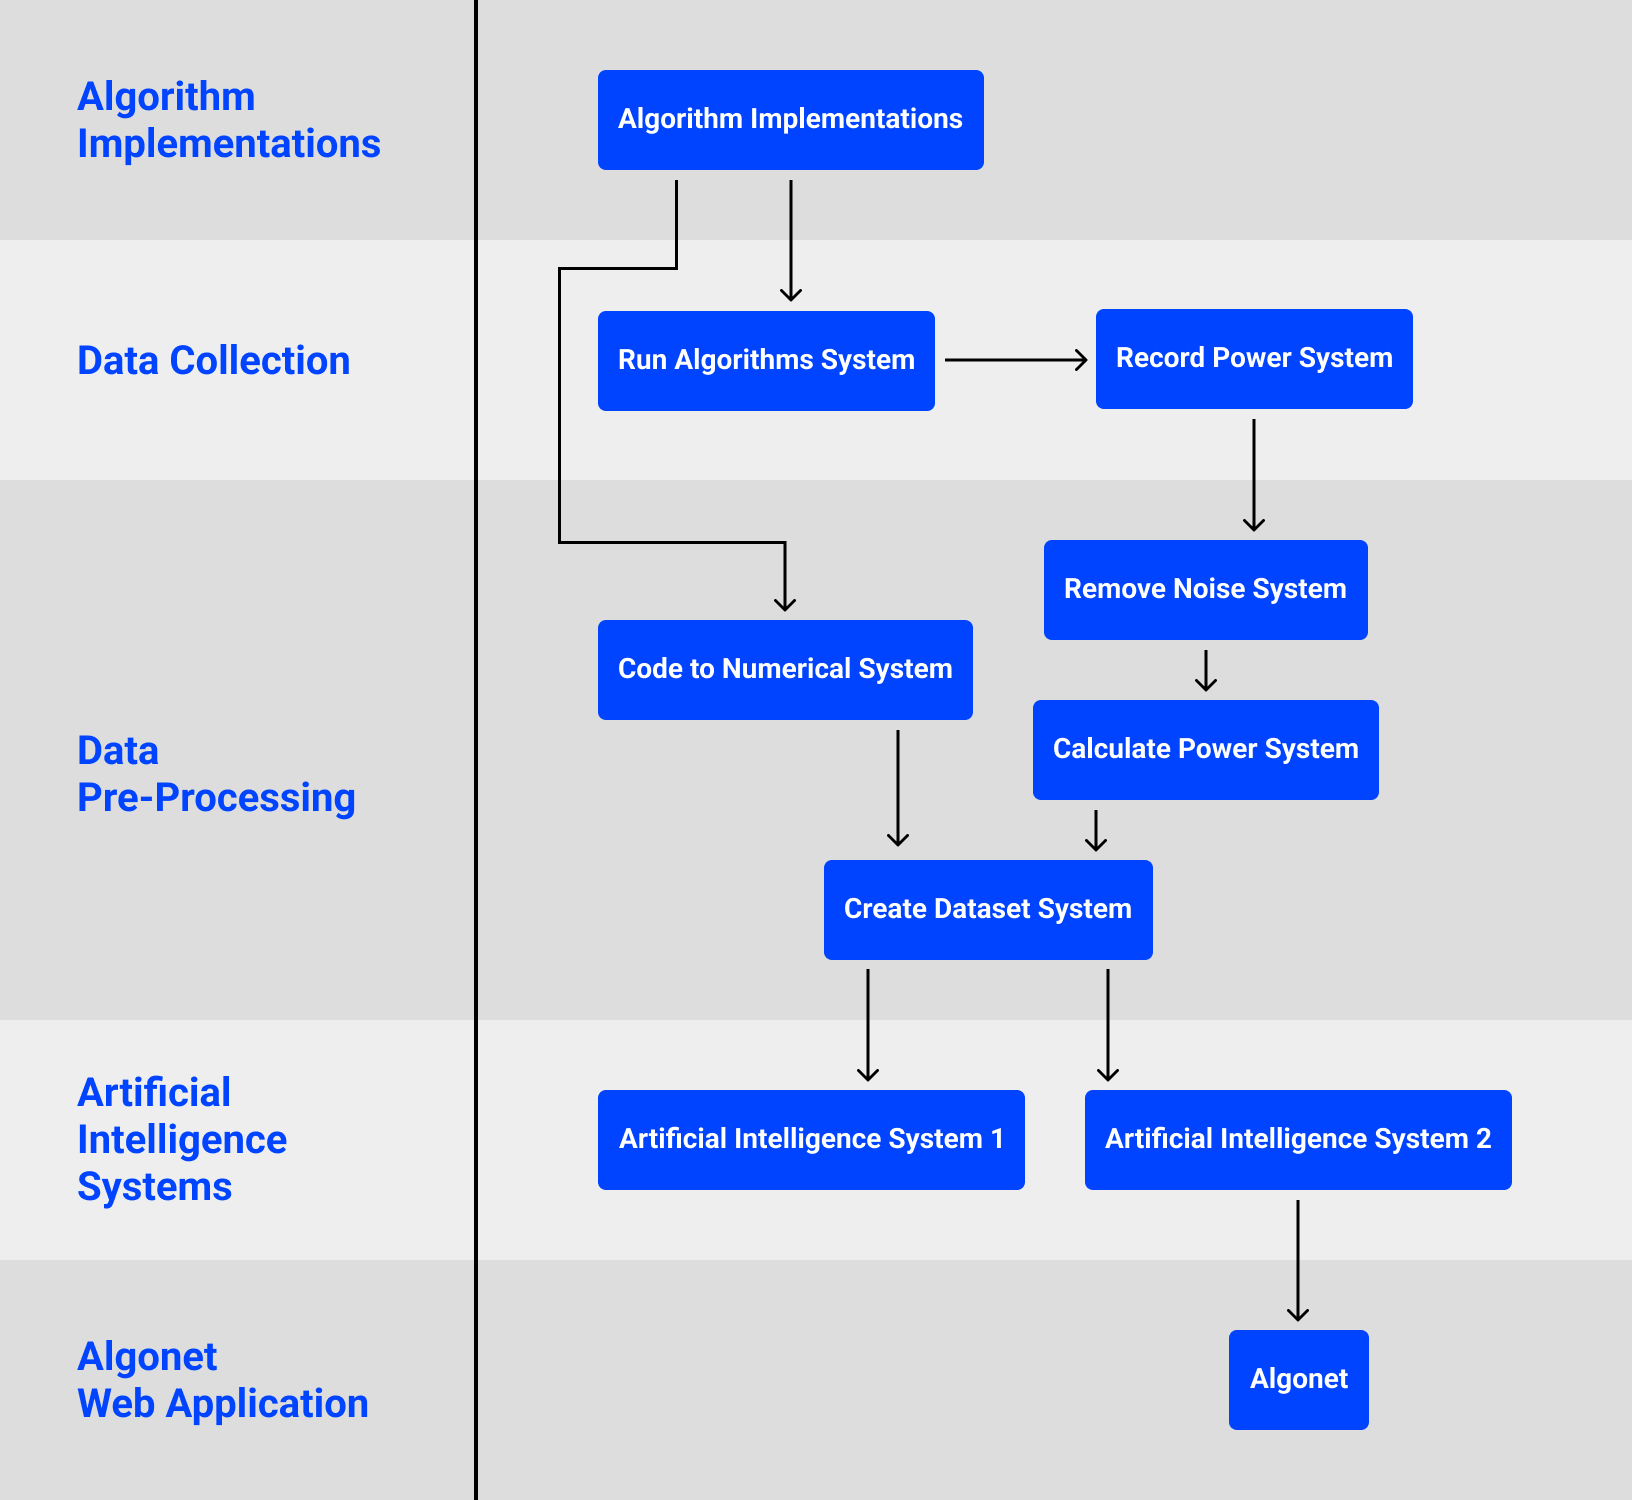 Algorithm
Implementations
Algorithm Implementations
Data Collection
Run Algorithms System
Record Power System
Data
Pre-Processing
Remove Noise System
Code to Numerical System
Calculate Power System
Create Dataset System
Artificial
Intelligence
Systems
Artificial Intelligence System 1
Artificial Intelligence System 2
Algonet
Web Application
Algonet